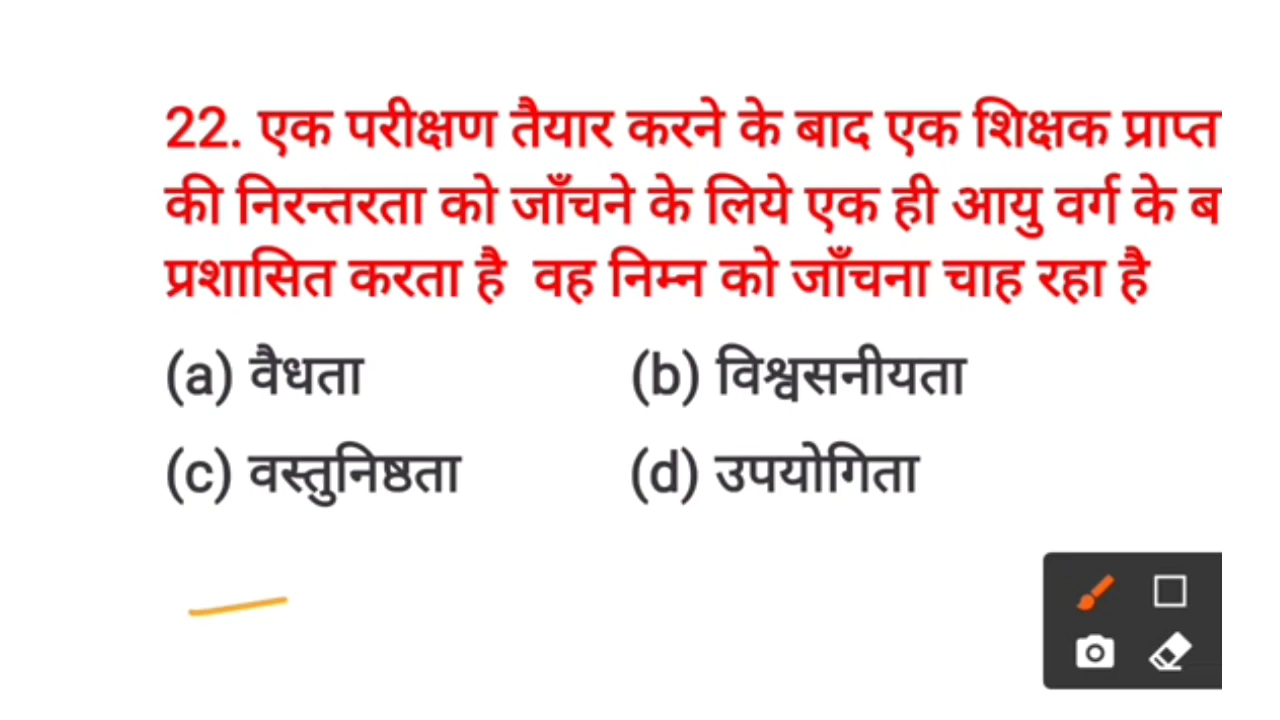 22. एक परीक्षण तैयार करने के बाद एक शिक्षक प्राप्त
की निरन्तरता को जाँचने के लिये एक ही आयु वर्ग के ब
प्रशासित करता है वह निम्न को जाँचना चाह रहा है
(a) वैधता (b) विश्वसनीयता
(c) वस्तुनिष्ठता (d) उपयोगिता